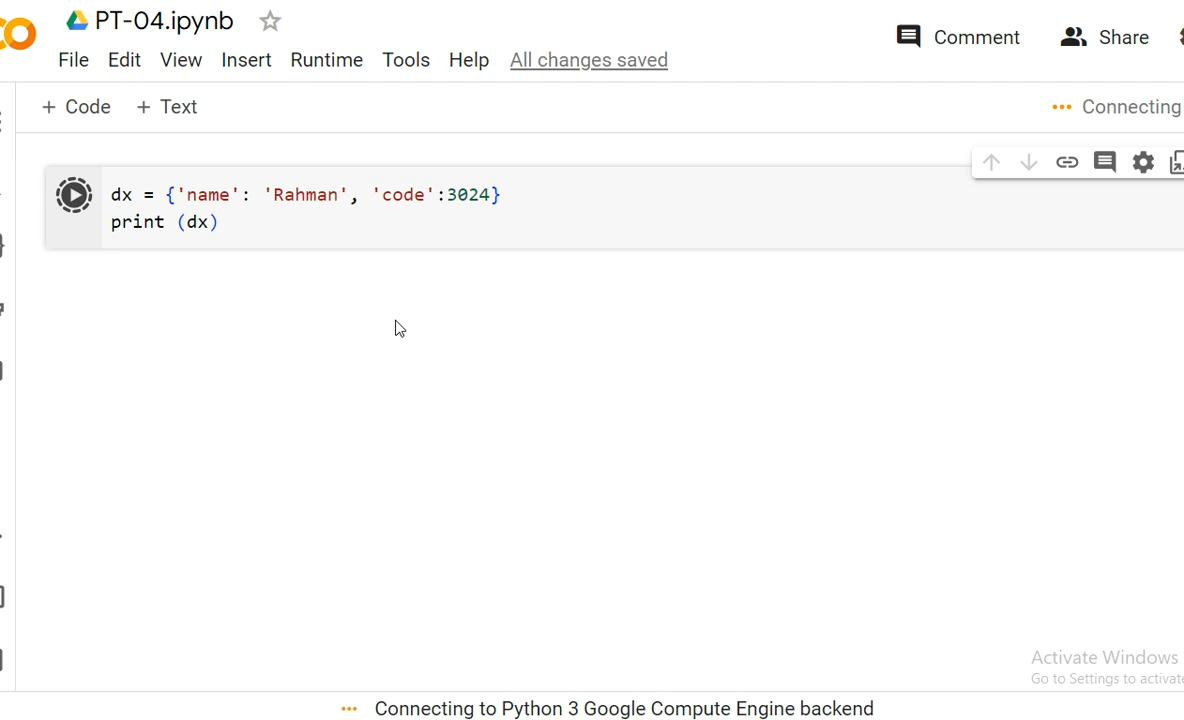 PT-04.ipynb
Comment
Share
File Edit View Insert Runtime Tools Help All changes saved
+ Code + Text
Connecting
dx = {'name': 'Rahman', 'code':3024}
print (dx)
Activate Windows
Go to Settings to activate
Connecting to Python 3 Google Compute Engine backend